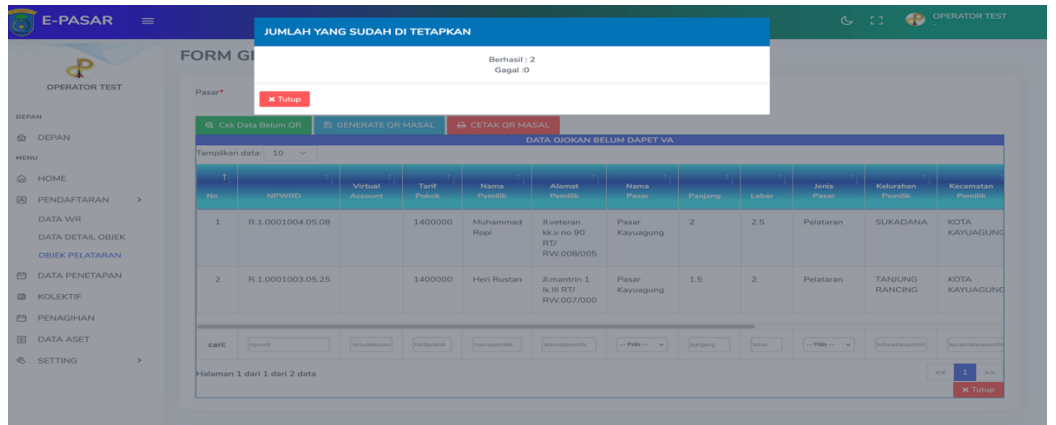 E-PASAR
OPERATOR TEST
JUMLAH YANG SUDAH DI TETAPKAN
Berhasil : 2
Gagal :0
× Tutup
OPERATOR TEST
DEPAN
DEPAN
MENU
HOME
PENDAFTARAN
DATA WR
DATA DETAIL OBJEK
OBJEK PELATARAN
DATA PENETAPAN
KOLEKTIF
PENAGIHAN
DATA ASET
SETTING
FORM
Pasar*
Cek Data Belum QR GENERATE QR MASAL CETAK QR MASAL
DATA OJOKAN BELUM DAPET VA
Tampilkan data: 10
No NPWRD Virtual Account Tarif Pokok Nama Pemilik Alamat Pemilik Nama Pasar Panjang Lebar Jenis Pasar Kelurahan Pemilik Kecamatan Pemilik
1 R.1.0001004.05.08 1400000 Muhammad Ropi Jl.veteran kk.v no 90 RT/ RW.008/005 Pasar Kayuagung 2 2.5 Pelataran SUKADANA KOTA KAYUAGUNG
2 R.1.0001003.05.25 1400000 Heri Rustan Jl.mantrin 1 lk.III RT/ RW.007/000 Pasar Kayuagung 1.5 2 Pelataran TANJUNG RANCING KOTA KAYUAGUNG
cari: npwrd virtualaccou tarifpokok namapemilik alamatpemilik -- Pilih -- panjang lebar -- Pilih -- kelurahanpemili kecamatanpemili
Halaman 1 dari 1 dari 2 data
<< 1 >>
× Tutup